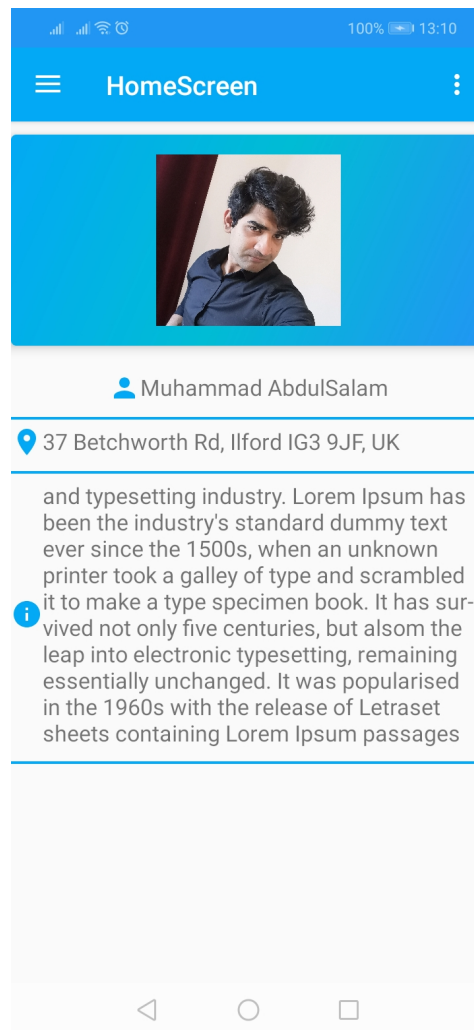 100% 13:10
HomeScreen
Muhammad AbdulSalam
37 Betchworth Rd, Ilford IG3 9JF, UK
and typesetting industry. Lorem Ipsum has
been the industry's standard dummy text
ever since the 1500s, when an unknown
printer took a galley of type and scrambled
it to make a type specimen book. It has sur-
vived not only five centuries, but alsom the
leap into electronic typesetting, remaining
essentially unchanged. It was popularised
in the 1960s with the release of Letraset
sheets containing Lorem Ipsum passages